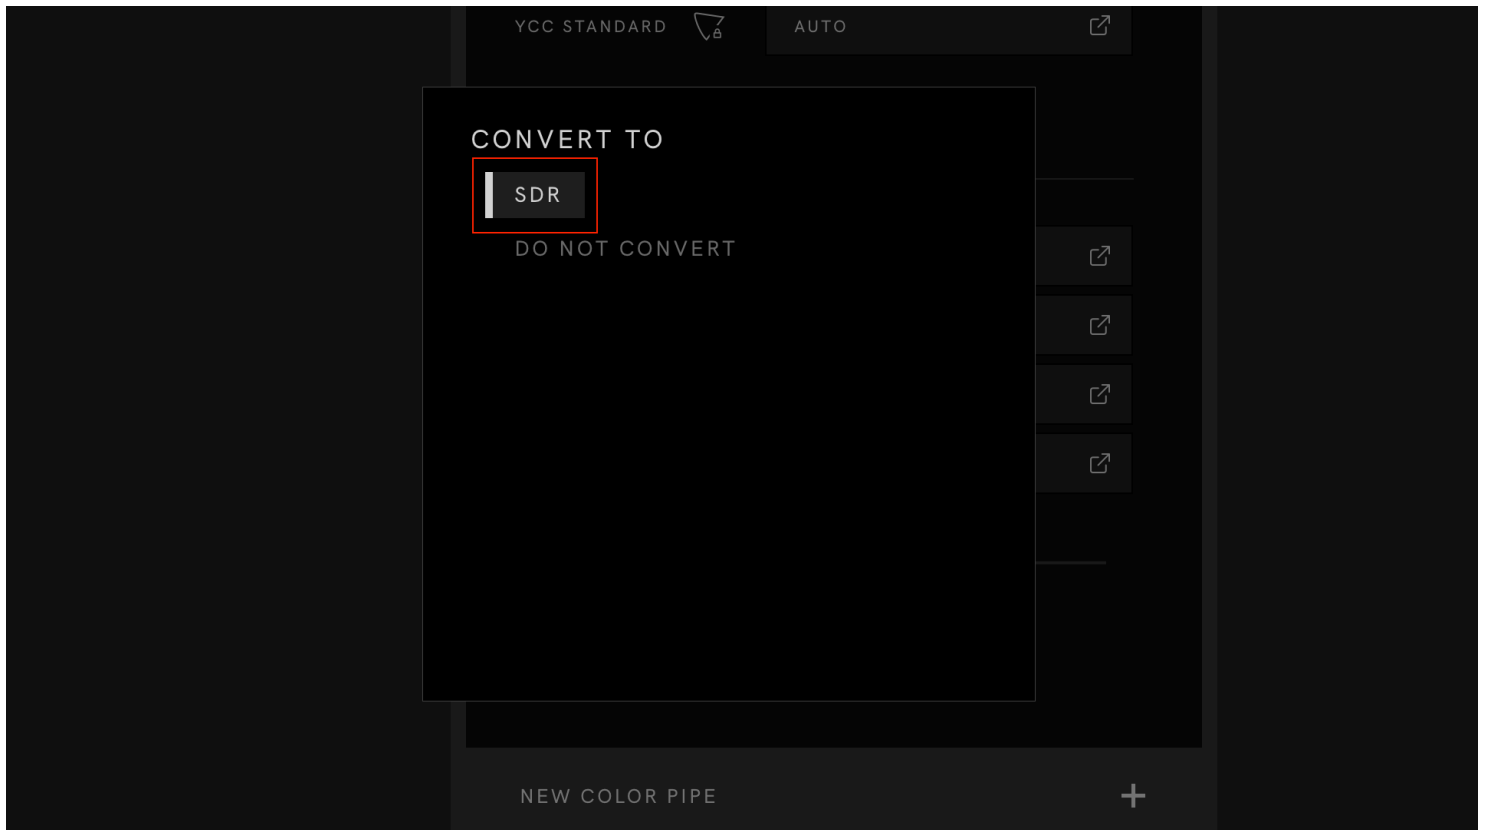 YCC STANDARD AUTO
CONVERT TO
SDR
DO NOT CONVERT
NEW COLOR PIPE